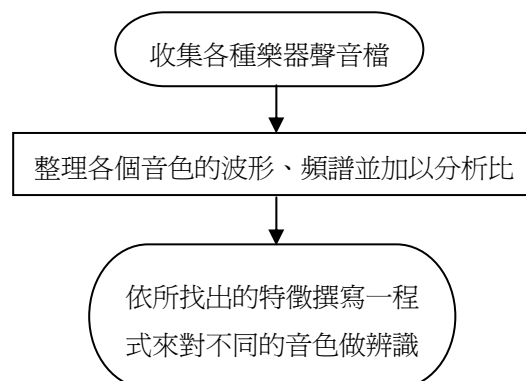 收集各種樂器聲音檔
整理各個音色的波形、頻譜並加以分析比
依所找出的特徵撰寫一程
式來對不同的音色做辨識